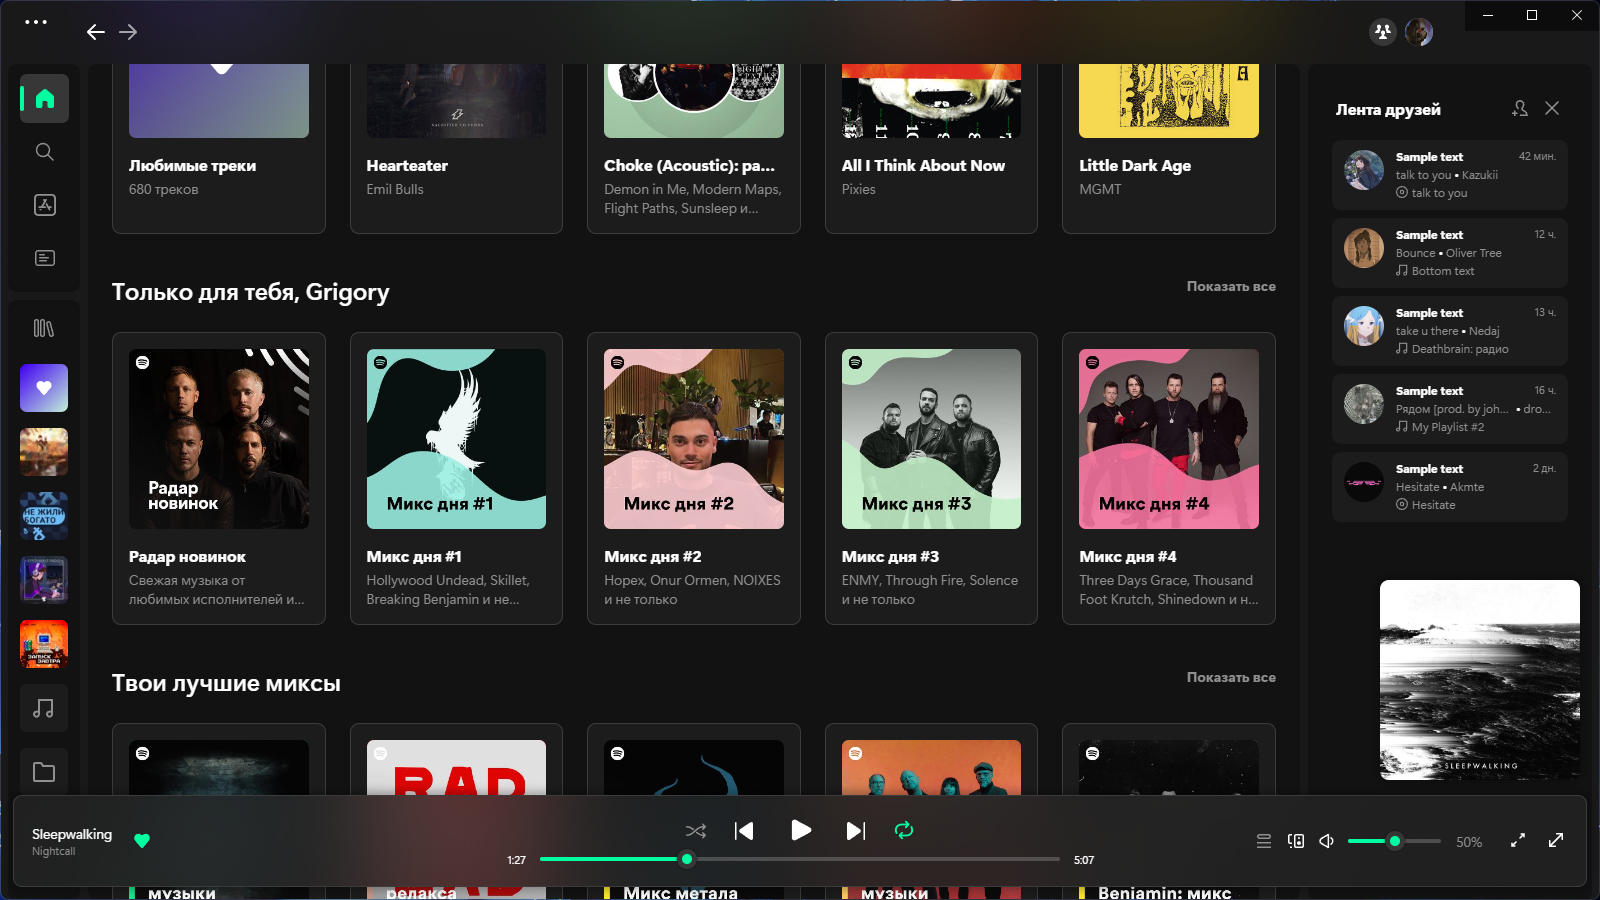 Любимые треки
680 треков
Hearteater
Emil Bulls
Choke (Acoustic): ра...
Demon in Me, Modern Maps,
Flight Paths, Sunsleep и...
All I Think About Now
Pixies
Little Dark Age
MGMT
Только для тебя, Grigory
Показать все
Радар
новинок
Радар новинок
Свежая музыка от
любимых исполнителей и...
Микс дня #1
Микс дня #1
Hollywood Undead, Skillet,
Breaking Benjamin и не...
Микс дня #2
Микс дня #2
Hopex, Onur Ormen, NOIXES
и не только
Микс дня #3
Микс дня #3
ENMY, Through Fire, Solence
и не только
Микс дня #4
Микс дня #4
Three Days Grace, Thousand
Foot Krutch, Shinedown и н...
Твои лучшие миксы
Показать все
BAD
музыки
релакса
Микс метала
музыки
Benjamin: микс
НЕ ЖИЛИ
БОГАТО
ЗАПУСК
ЗАВТРА
Лента друзей
Sample text
42 мин.
talk to you • Kazukii
talk to you
Sample text
12 ч.
Bounce • Oliver Tree
Bottom text
Sample text
13 ч.
take u there • Nedaj
Deathbrain: радио
Sample text
16 ч.
Рядом [prod. by joh... • dro...
My Playlist #2
Sample text
2 дн.
Hesitate • Akmte
Hesitate
SLEEPWALKING
Sleepwalking
Nightcall
1:27
5:07
50%